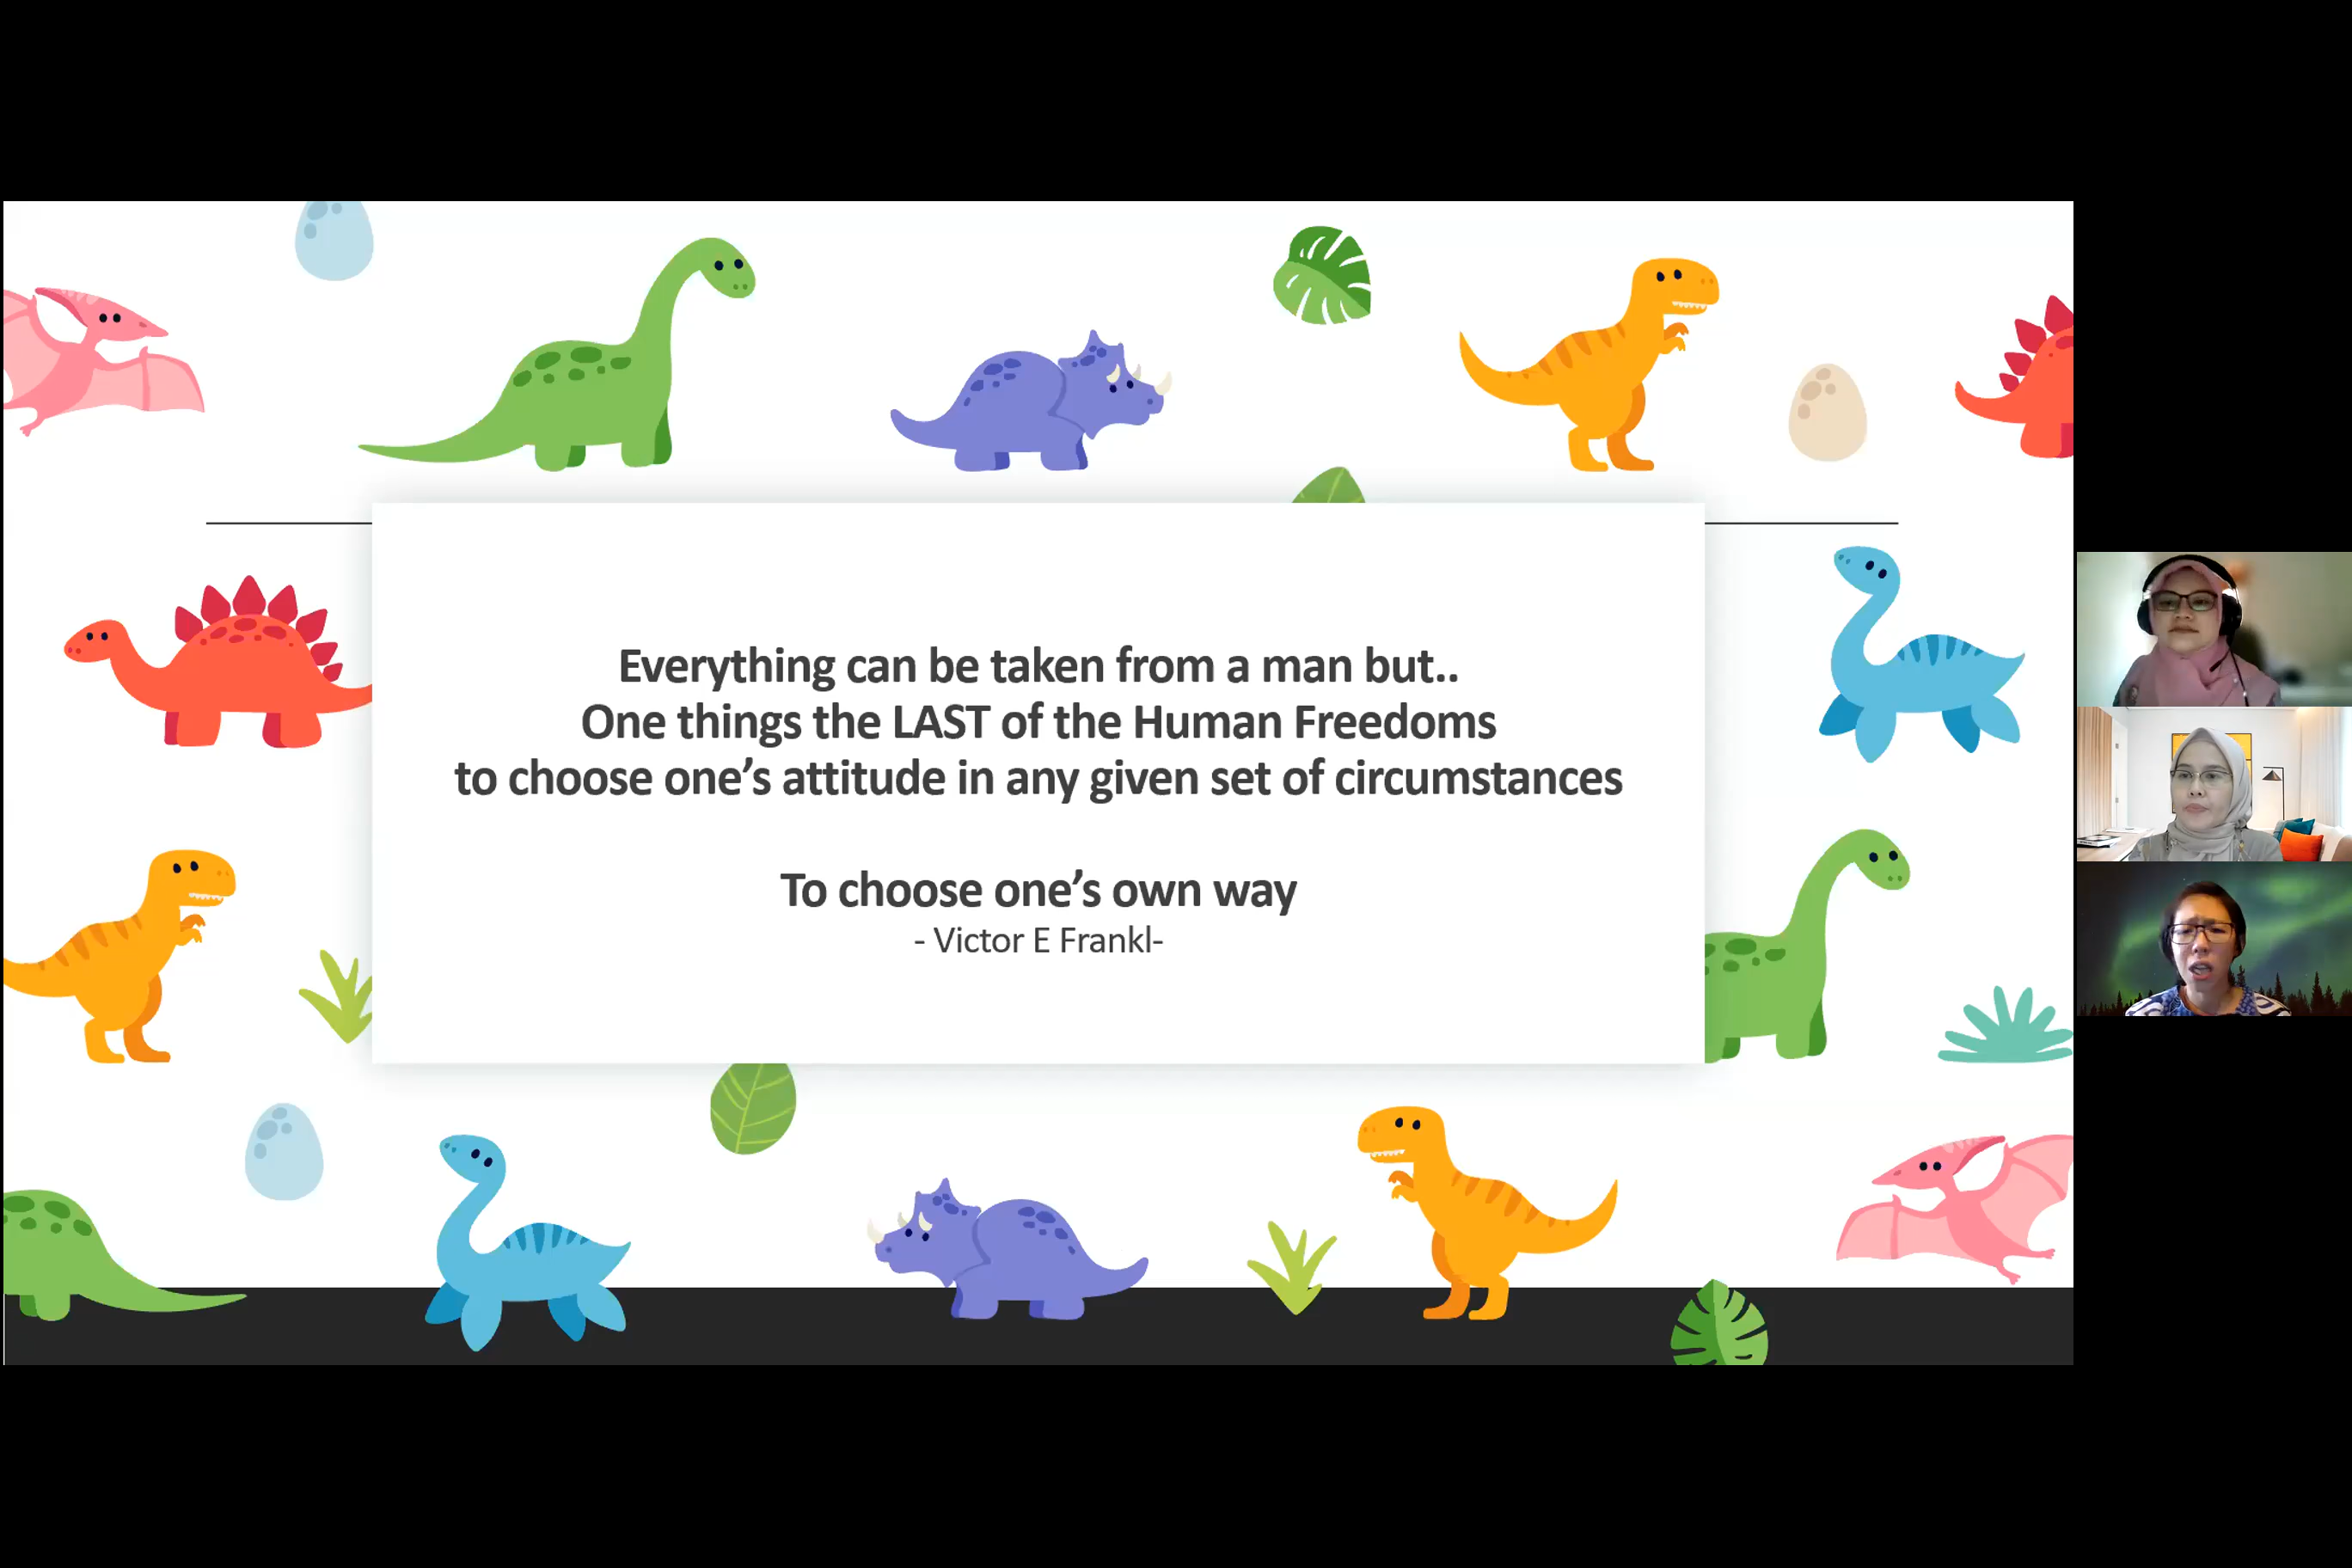 Everything can be taken from a man but..
One things the LAST of the Human Freedoms
to choose one’s attitude in any given set of circumstances
To choose one’s own way
- Victor E Frankl-